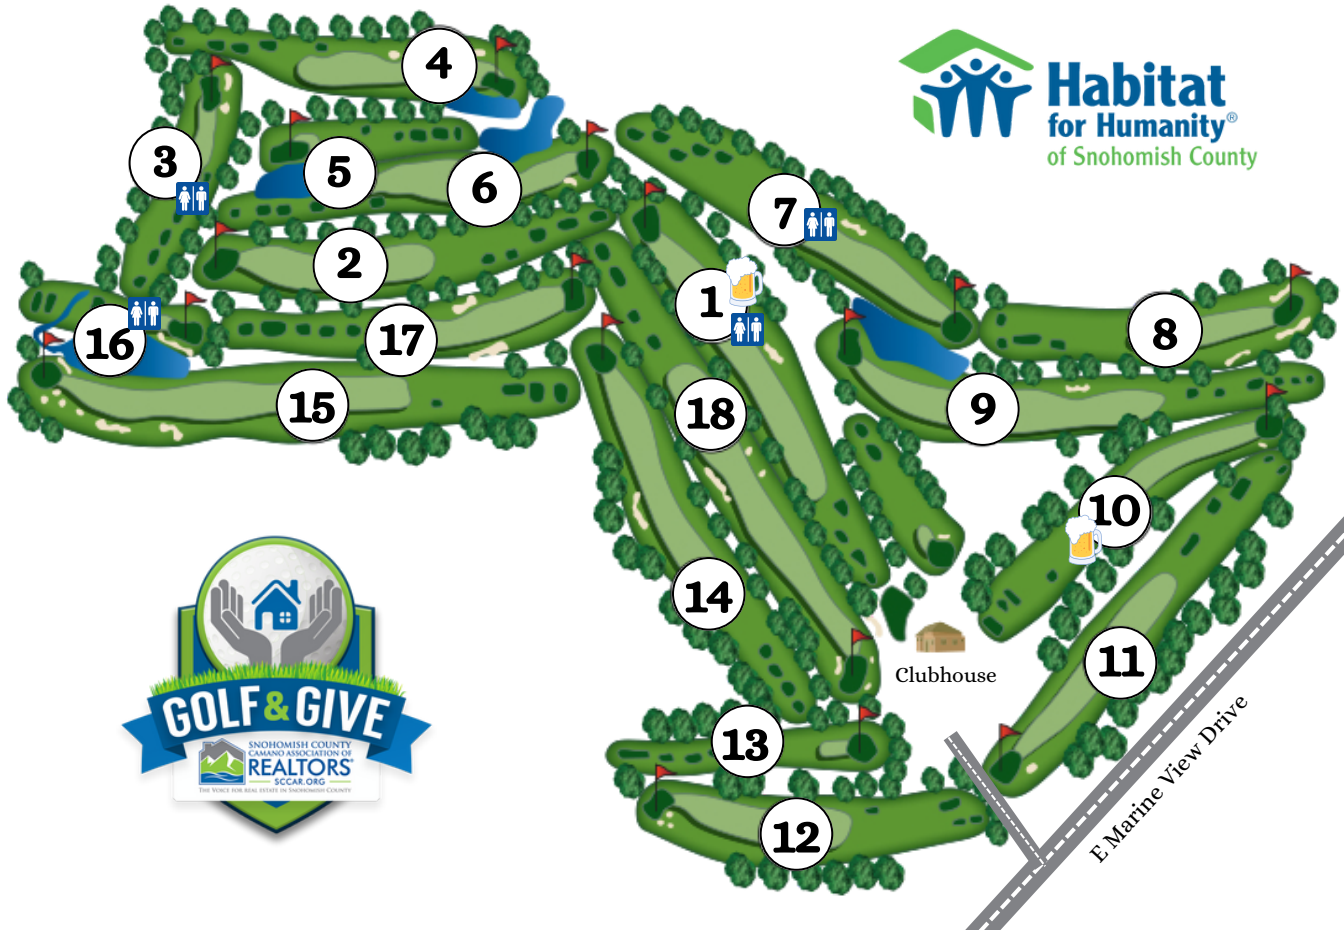 4
Habitat
for Humanity®
of Snohomish County
3
5
6
7
2
1
16
17
8
15
18
9
10
14
11
Clubhouse
13
12
E Marine View Drive
GOLF & GIVE
SNOHOMISH COUNTY
CAMANO ASSOCIATION OF
REALTORS®
SCCAR.ORG
THE VOICE FOR REAL ESTATE IN SNOHOMISH COUNTY